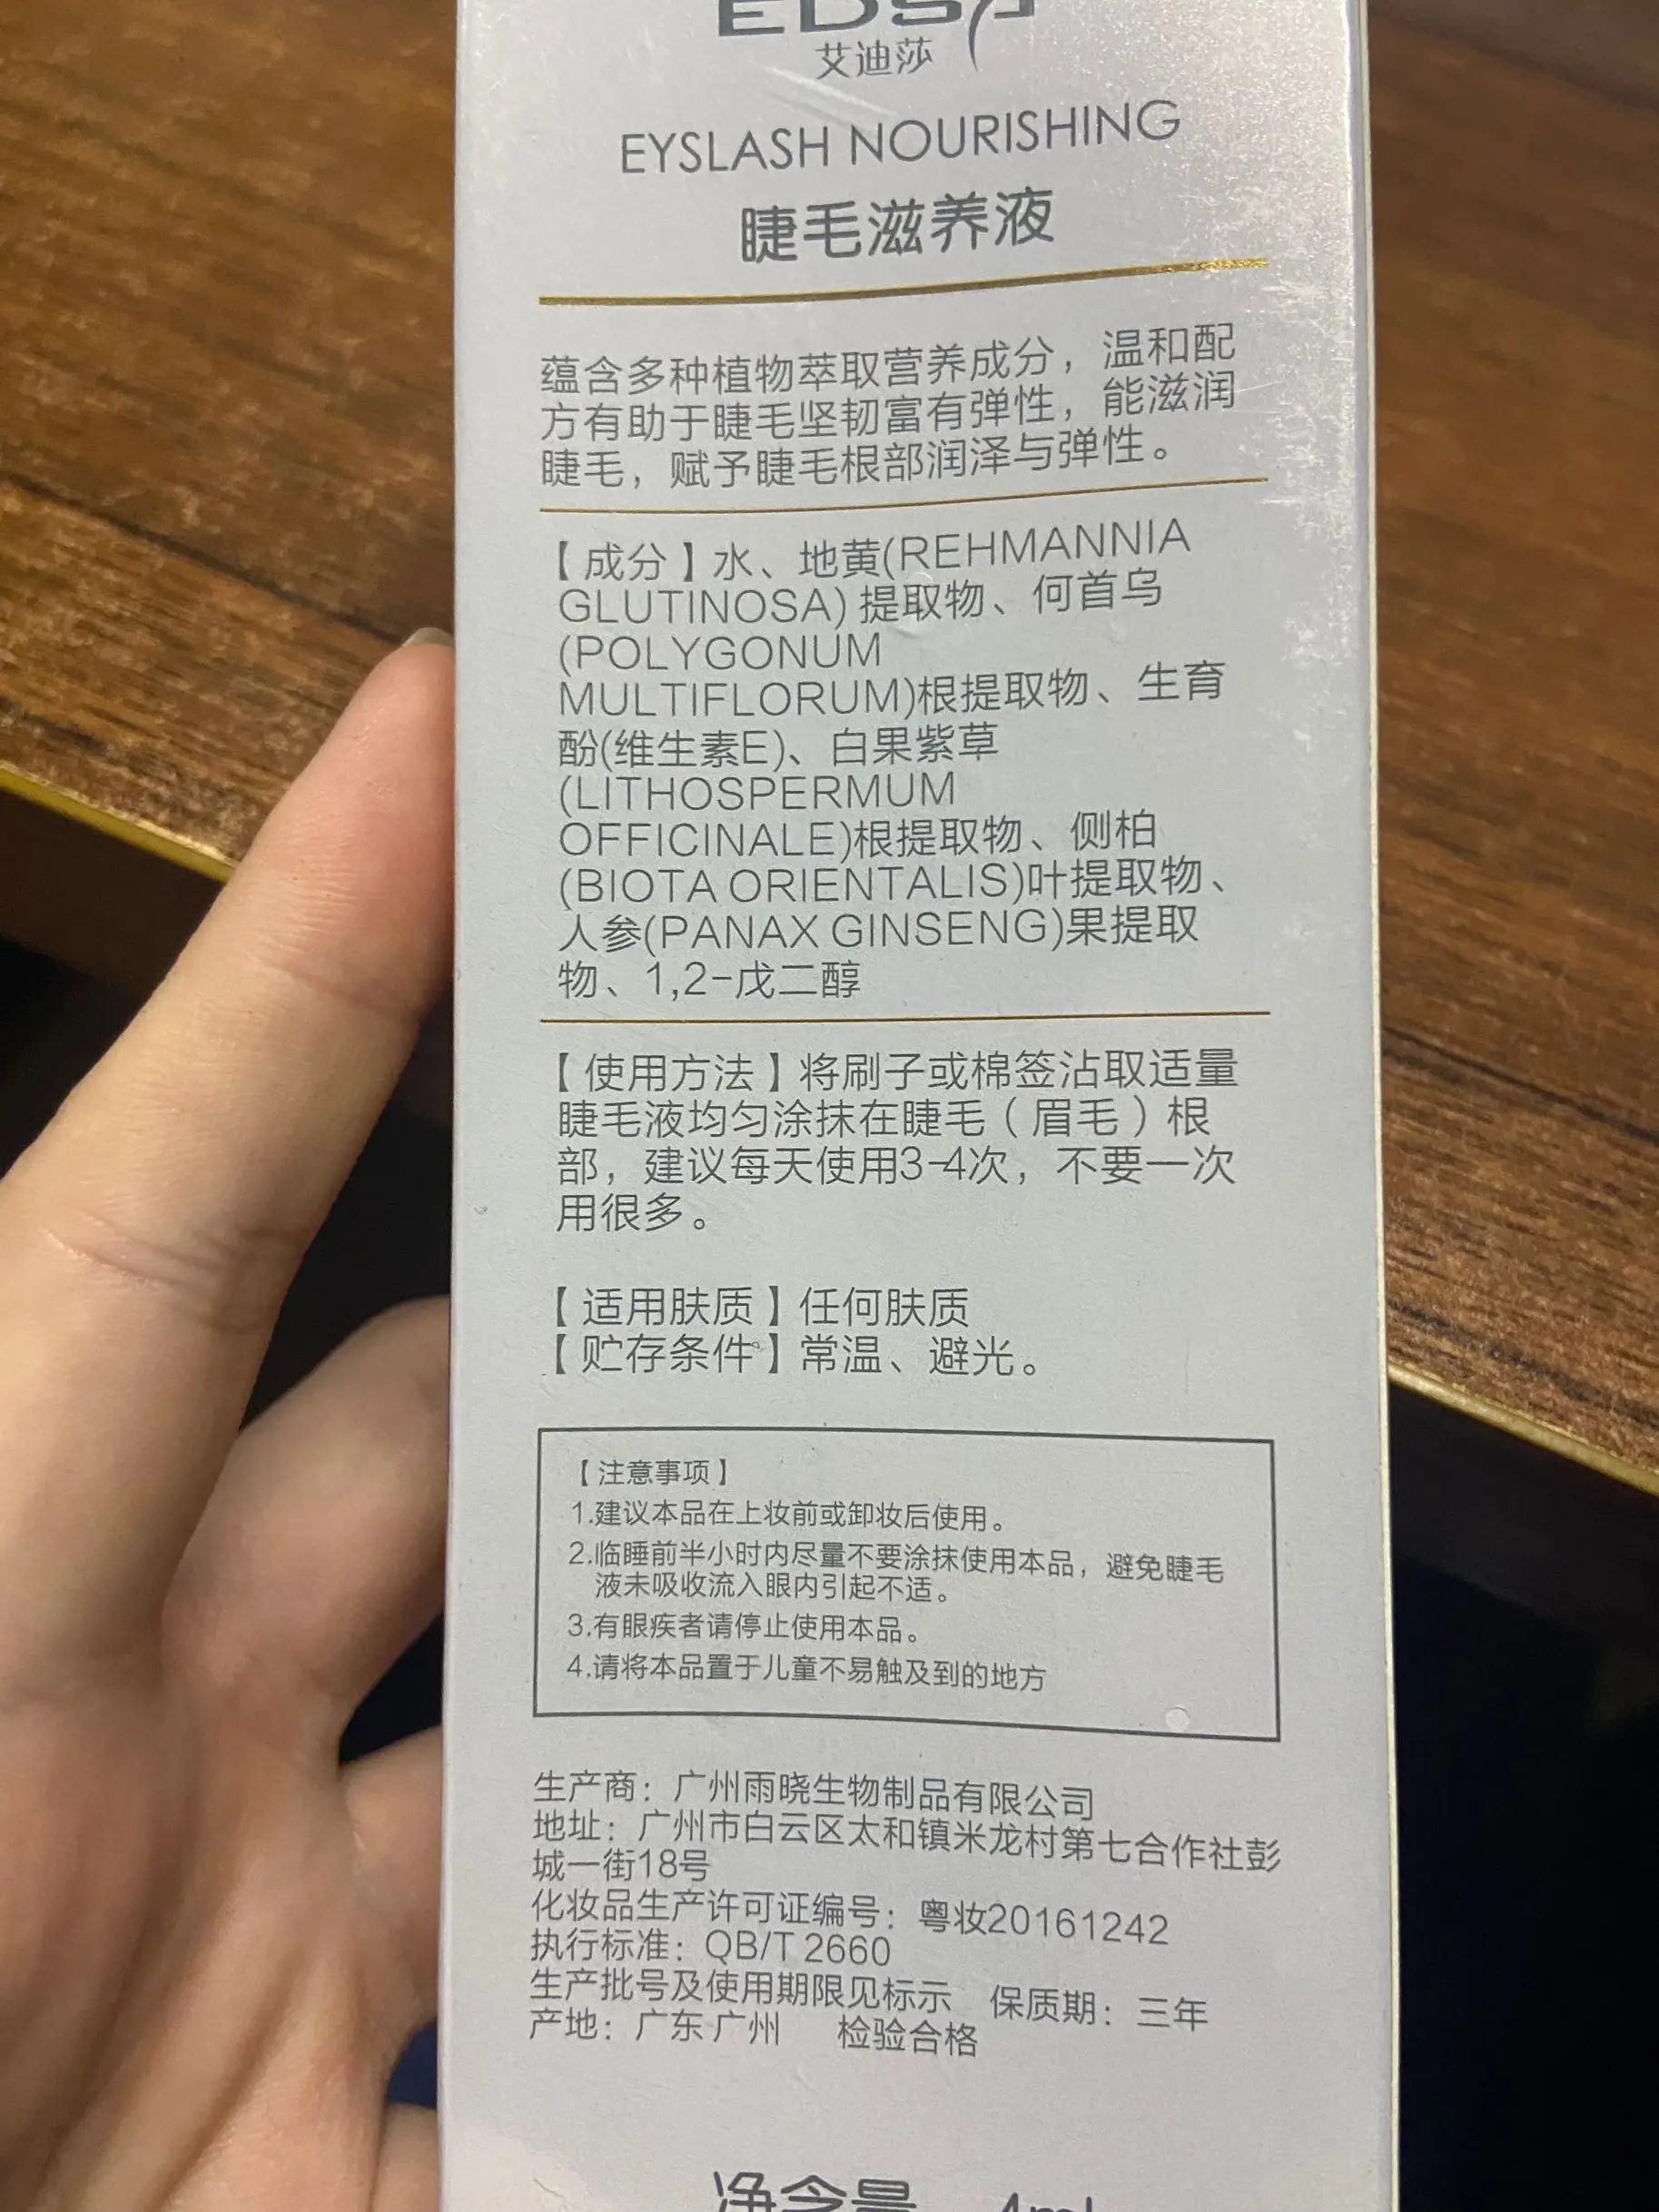 EDSA
艾迪莎
EYSLASH NOURISHING
睫毛滋养液
蕴含多种植物萃取营养成分，温和配
方有助于睫毛坚韧富有弹性，能滋润
睫毛，赋予睫毛根部润泽与弹性。
【成分】水、地黄(REHMANNIA
GLUTINOSA) 提取物、何首乌
(POLYGONUM
MULTIFLORUM)根提取物、生育
酚(维生素E)、白果紫草
(LITHOSPERMUM
OFFICINALE)根提取物、侧柏
(BIOTA ORIENTALIS)叶提取物、
人参(PANAX GINSENG)果提取
物、1,2-戊二醇
【使用方法】将刷子或棉签沾取适量
睫毛液均匀涂抹在睫毛（眉毛）根
部，建议每天使用3-4次，不要一次
用很多。
【适用肤质】任何肤质
【贮存条件】常温、避光。
【注意事项】
1.建议本品在上妆前或卸妆后使用。
2.临睡前半小时内尽量不要涂抹使用本品，避免睫毛
液未吸收流入眼内引起不适。
3.有眼疾者请停止使用本品。
4.请将本品置于儿童不易触及到的地方
生产商：广州雨晓生物制品有限公司
地址：广州市白云区太和镇米龙村第七合作社彭
城一街18号
化妆品生产许可证编号：粤妆20161242
执行标准：QB/T 2660
生产批号及使用期限见标示 保质期：三年
产地：广东 广州 检验合格
净含量 4ml